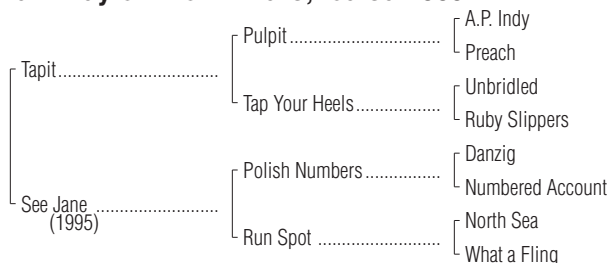 A.P. Indy
Pulpit
Preach
Tapit
Unbridled
Tap Your Heels
Ruby Slippers
Danzig
Polish Numbers
Numbered Account
See Jane
(1995)
North Sea
Run Spot
What a Fling